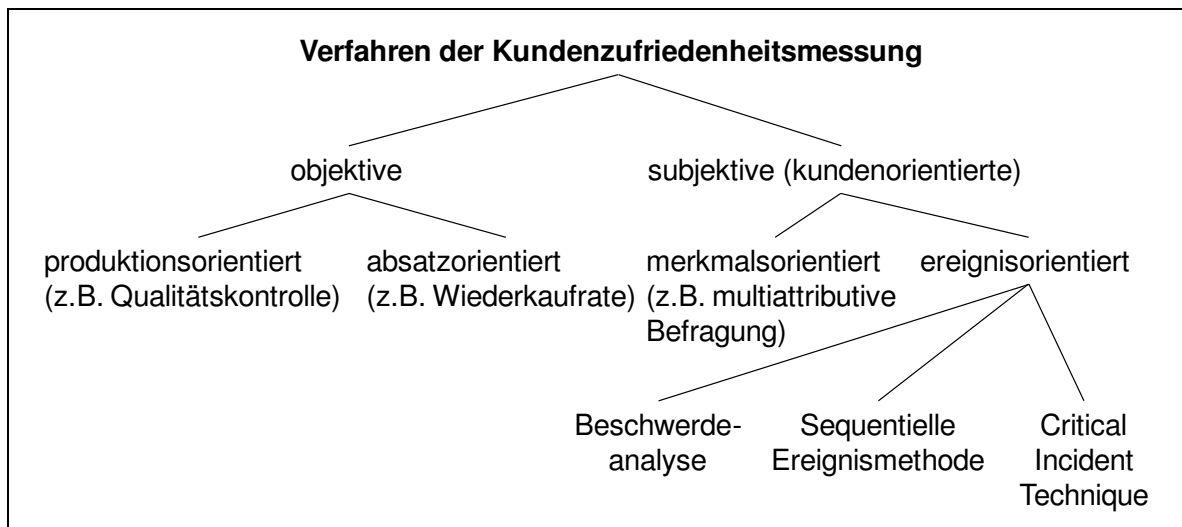 Verfahren der Kundenzufriedenheitsmessung
objektive
subjektive (kundenorientierte)
produktionsorientiert
(z.B. Qualitätskontrolle)
absatzorientiert
(z.B. Wiederkaufrate)
merkmalsorientiert
(z.B. multiattributive
Befragung)
ereignisorientiert
Beschwerde-
analyse
Sequentielle
Ereignismethode
Critical
Incident
Technique